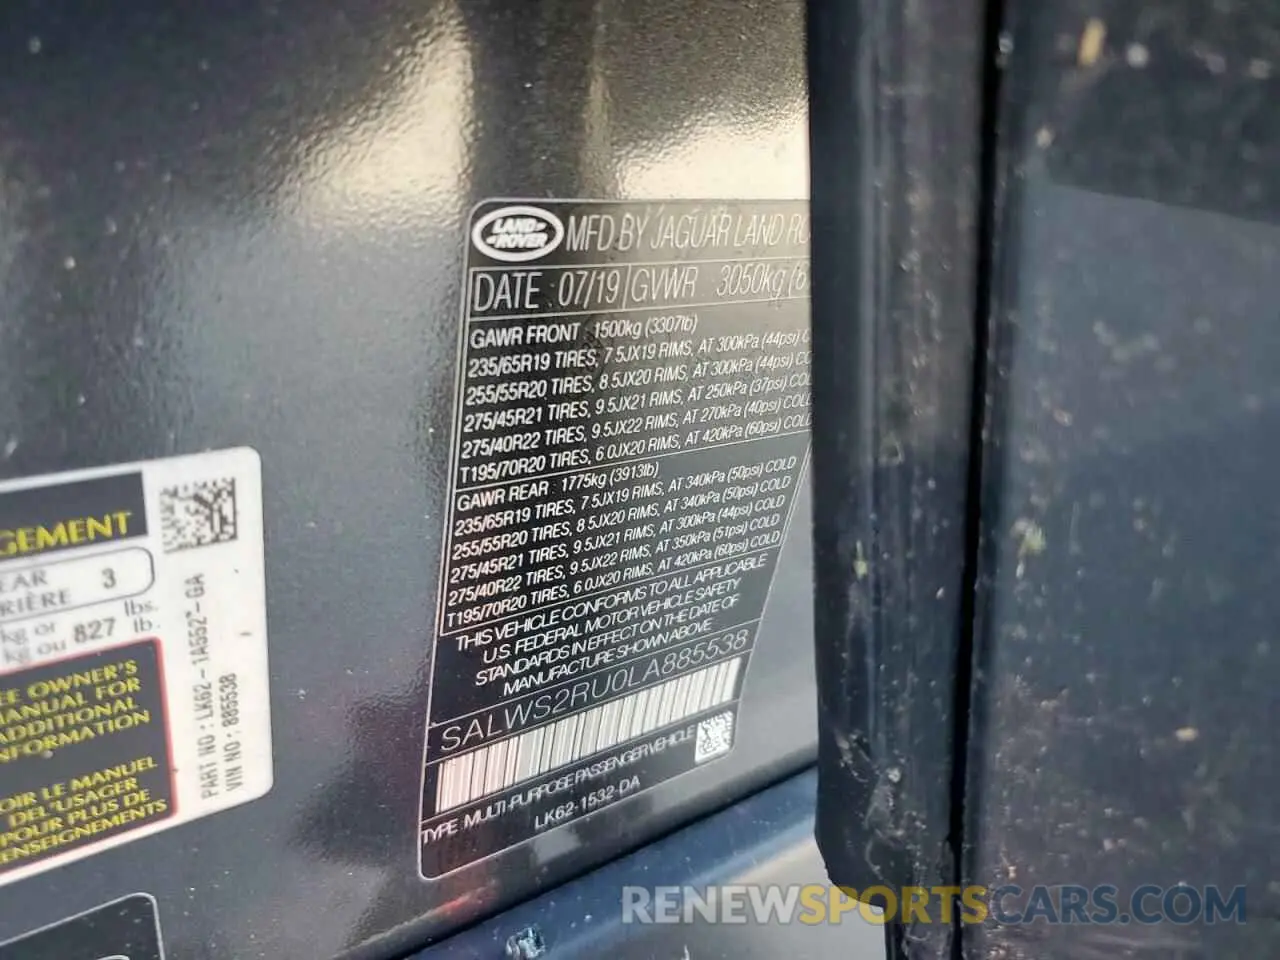 LAND ROVER
MFD BY JAGUAR LAND
DATE : 07/19 GVWR : 3050kg
GAWR FRONT : 1500kg (3307lb)
235/65R19 TIRES, 7.5JX19 RIMS, AT 300kPa (44psi)
255/55R20 TIRES, 8.5JX20 RIMS, AT 300kPa (44psi)
275/45R21 TIRES, 9.5JX21 RIMS, AT 250kPa (37psi)
275/40R22 TIRES, 9.5JX22 RIMS, AT 270kPa (40psi) COLD
T195/70R20 TIRES, 6.0JX20 RIMS, AT 420kPa (60psi) COLD
GAWR REAR : 1775kg (3913lb)
235/65R19 TIRES, 7.5JX19 RIMS, AT 340kPa (50psi) COLD
255/55R20 TIRES, 8.5JX20 RIMS, AT 340kPa (50psi) COLD
275/45R21 TIRES, 9.5JX21 RIMS, AT 300kPa (44psi) COLD
275/40R22 TIRES, 9.5JX22 RIMS, AT 350kPa (51psi) COLD
T195/70R20 TIRES, 6.0JX20 RIMS, AT 420kPa (60psi) COLD
THIS VEHICLE CONFORMS TO ALL APPLICABLE
U.S. FEDERAL MOTOR VEHICLE SAFETY
STANDARDS IN EFFECT ON THE DATE OF
MANUFACTURE SHOWN ABOVE
SALWS2RU0LA885538
TYPE: MULTI-PURPOSE PASSENGER VEHICLE
LK62-1532-DA
GEMENT
EAR
RIÈRE 3
kg or 827 lbs.
kg ou lb.
EE OWNER'S
MANUAL FOR
ADDITIONAL
NFORMATION
OIR LE MANUEL
DEL'USAGER
POUR PLUS DE
ENSEIGNEMENTS
PART NO : LK62-1A552-GA
VIN NO : 885538
RENEWSPORTSCARS.COM